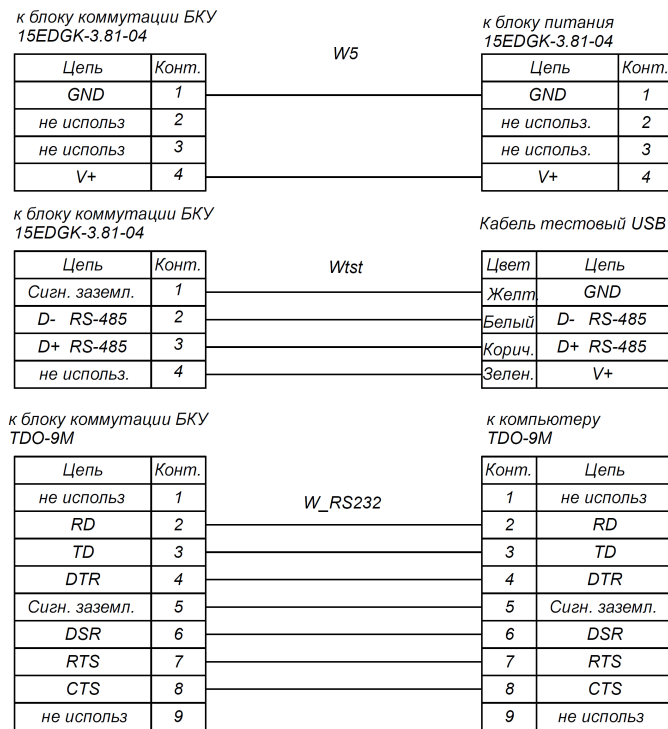 к блоку коммутации БКУ
15EDGK-3.81-04
W5
к блоку питания
15EDGK-3.81-04
Цепь Конт. Цепь Конт.
GND 1 GND 1
не использ 2 не использ. 2
не использ 3 не использ. 3
V+ 4 V+ 4
к блоку коммутации БКУ
15EDGK-3.81-04
Wtst
Кабель тестовый USB
Цепь Конт. Цвет Цепь
Сигн. заземл. 1 Желт. GND
D- RS-485 2 Белый D- RS-485
D+ RS-485 3 Корич. D+ RS-485
не использ. 4 Зелен. V+
к блоку коммутации БКУ
TDO-9M
W_RS232
к компьютеру
TDO-9M
Цепь Конт. Конт. Цепь
не использ 1 1 не использ
RD 2 2 RD
TD 3 3 TD
DTR 4 4 DTR
Сигн. заземл. 5 5 Сигн. заземл.
DSR 6 6 DSR
RTS 7 7 RTS
CTS 8 8 CTS
не использ 9 9 не использ